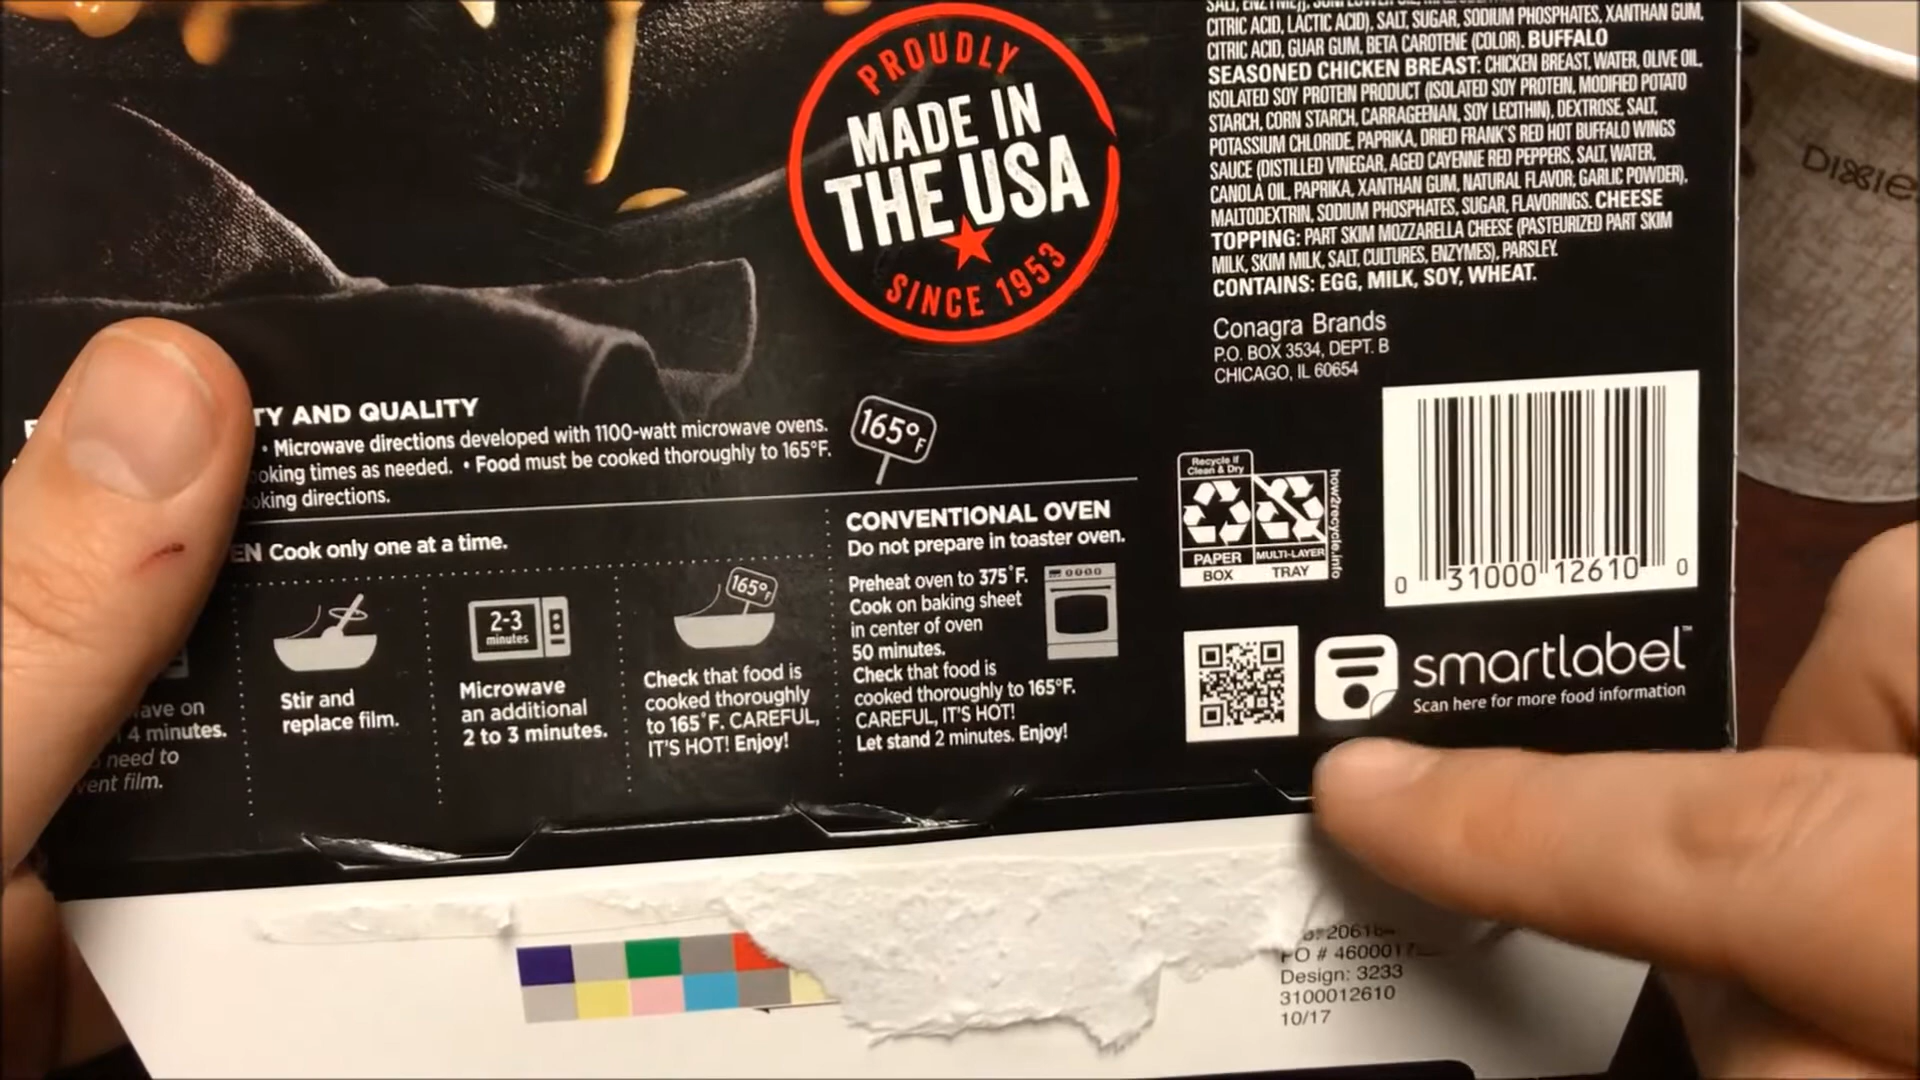 PROUDLY
MADE IN
THE USA
SINCE 1953
CITRIC ACID, LACTIC ACID), SALT, SUGAR, SODIUM PHOSPHATES, XANTHAN GUM,
CITRIC ACID, GUAR GUM, BETA CAROTENE (COLOR). BUFFALO
SEASONED CHICKEN BREAST: CHICKEN BREAST, WATER, OLIVE OIL,
ISOLATED SOY PROTEIN PRODUCT (ISOLATED SOY PROTEIN, MODIFIED POTATO
STARCH, CORN STARCH, CARRAGEENAN, SOY LECITHIN), DEXTROSE, SALT,
POTASSIUM CHLORIDE, PAPRIKA, DRIED FRANK'S RED HOT BUFFALO WINGS
SAUCE (DISTILLED VINEGAR, AGED CAYENNE RED PEPPERS, SALT, WATER,
CANOLA OIL, PAPRIKA, XANTHAN GUM, NATURAL FLAVOR, GARLIC POWDER),
MALTODEXTRIN, SODIUM PHOSPHATES, SUGAR, FLAVORINGS. CHEESE
TOPPING: PART SKIM MOZZARELLA CHEESE (PASTEURIZED PART SKIM
MILK, SKIM MILK, SALT, CULTURES, ENZYMES), PARSLEY.
CONTAINS: EGG, MILK, SOY, WHEAT.
Conagra Brands
P.O. BOX 3534, DEPT. B
CHICAGO, IL 60654
DIXIE
TY AND QUALITY
• Microwave directions developed with 1100-watt microwave ovens.
oking times as needed. • Food must be cooked thoroughly to 165°F.
oking directions.
165°F
EN Cook only one at a time.
ave on
4 minutes.
need to
vent film.
Stir and
replace film.
2-3
minutes
Microwave
an additional
2 to 3 minutes.
165°F
Check that food is
cooked thoroughly
to 165°F. CAREFUL,
IT'S HOT! Enjoy!
CONVENTIONAL OVEN
Do not prepare in toaster oven.
Preheat oven to 375°F.
Cook on baking sheet
in center of oven
50 minutes.
Check that food is
cooked thoroughly to 165°F.
CAREFUL, IT'S HOT!
Let stand 2 minutes. Enjoy!
Recycle if
Clean & Dry
PAPER
BOX
MULTI-LAYER
TRAY
how2recycle.info
0 31000 12610 0
smartlabel™
Scan here for more food information
PO # 460001
Design: 3233
3100012610
10/17